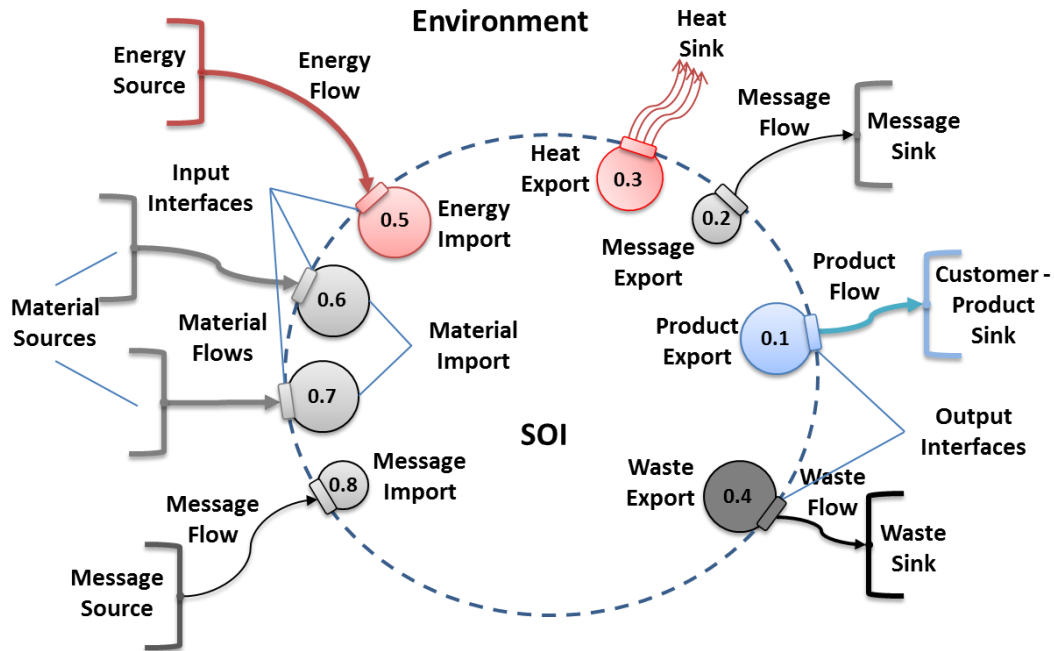 Environment
Heat
Sink
Energy
Source
Energy
Flow
Message
Flow
Message
Sink
Heat
Export
0.3
Input
Interfaces
0.5
Energy
Import
0.2
Message
Export
Product
Flow
Customer -
Product
Sink
Material
Sources
0.6
Material
Flows
Material
Import
Product
Export
0.1
0.7
SOI
Output
Interfaces
Message
Import
0.8
Waste
Export
0.4
Waste
Flow
Message
Flow
Waste
Sink
Message
Source